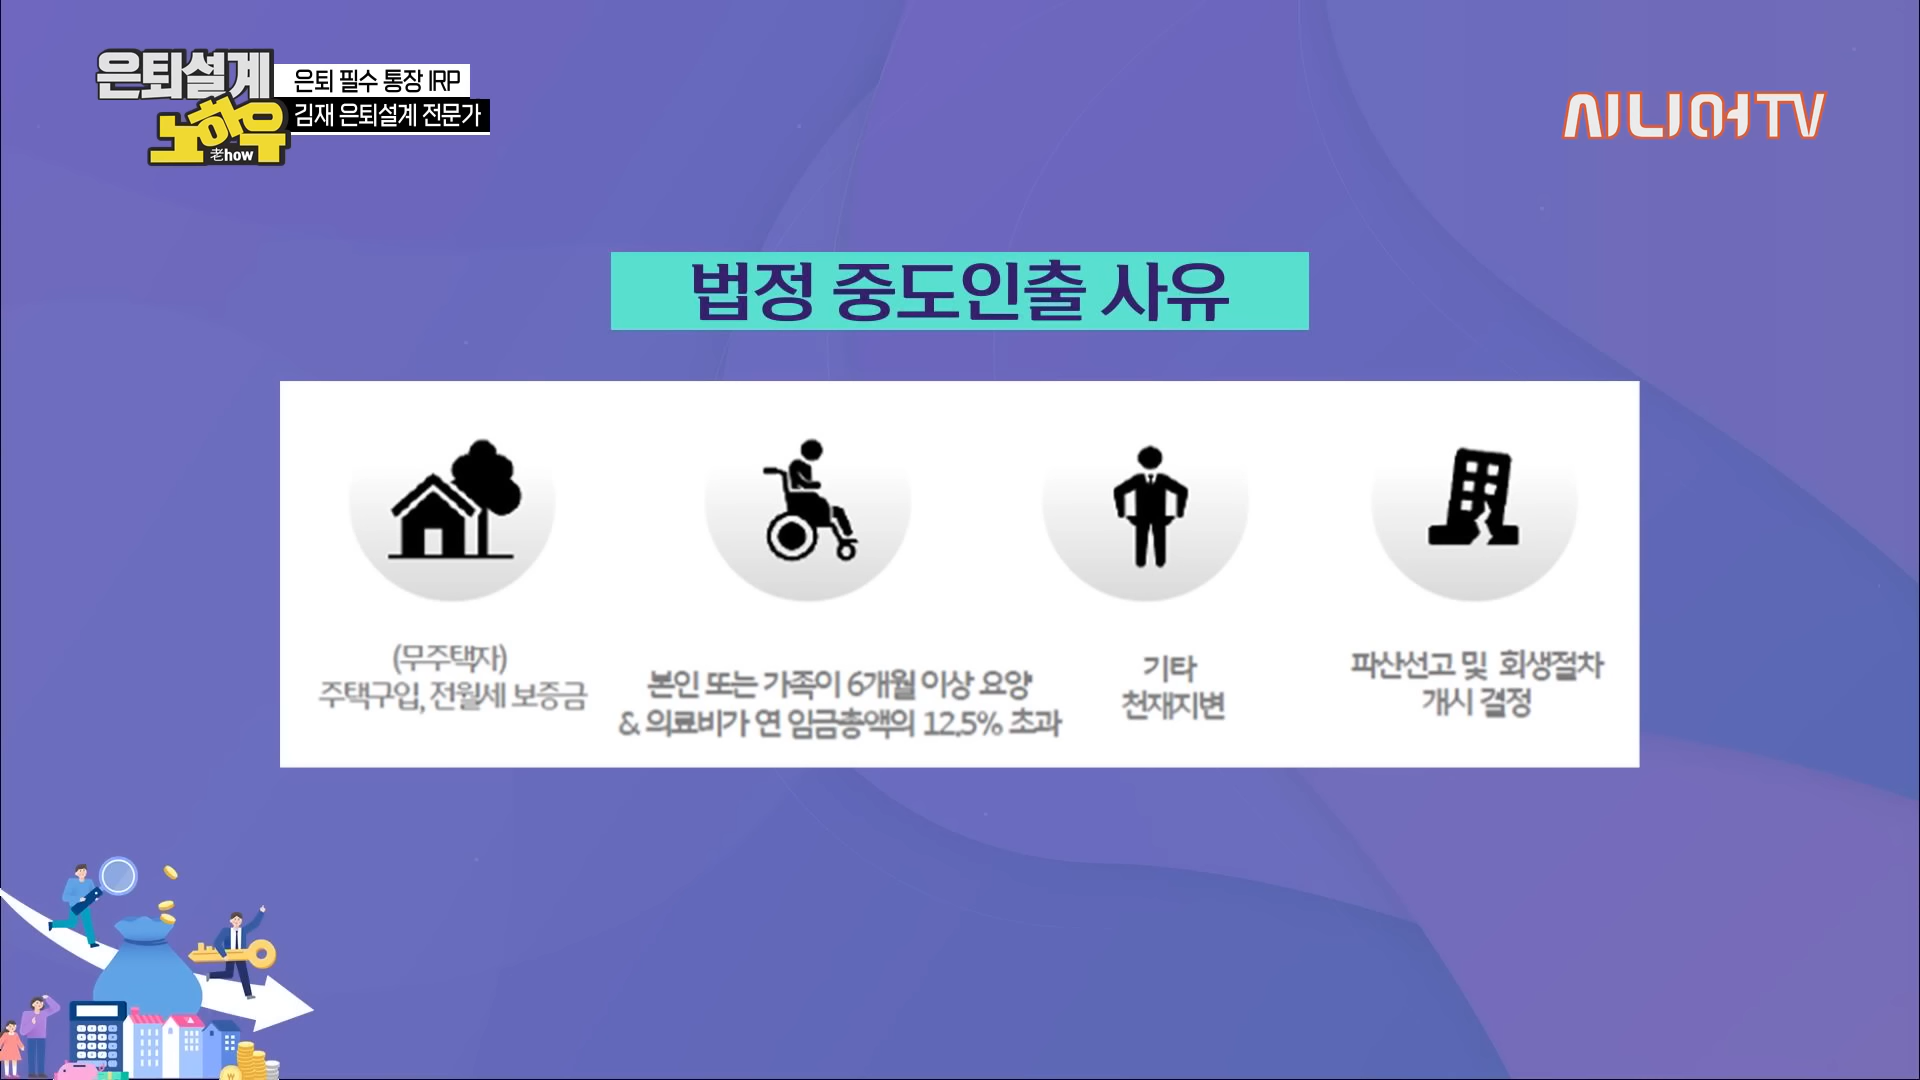 은퇴설계
노하우
老how
은퇴 필수 통장 IRP
김재 은퇴설계 전문가
시니어TV
법정 중도인출 사유
(무주택자)
주택구입, 전월세 보증금
본인 또는 가족이 6개월 이상 요양
& 의료비가 연 임금총액의 12.5% 초과
기타
천재지변
파산선고 및 회생절차
개시 결정